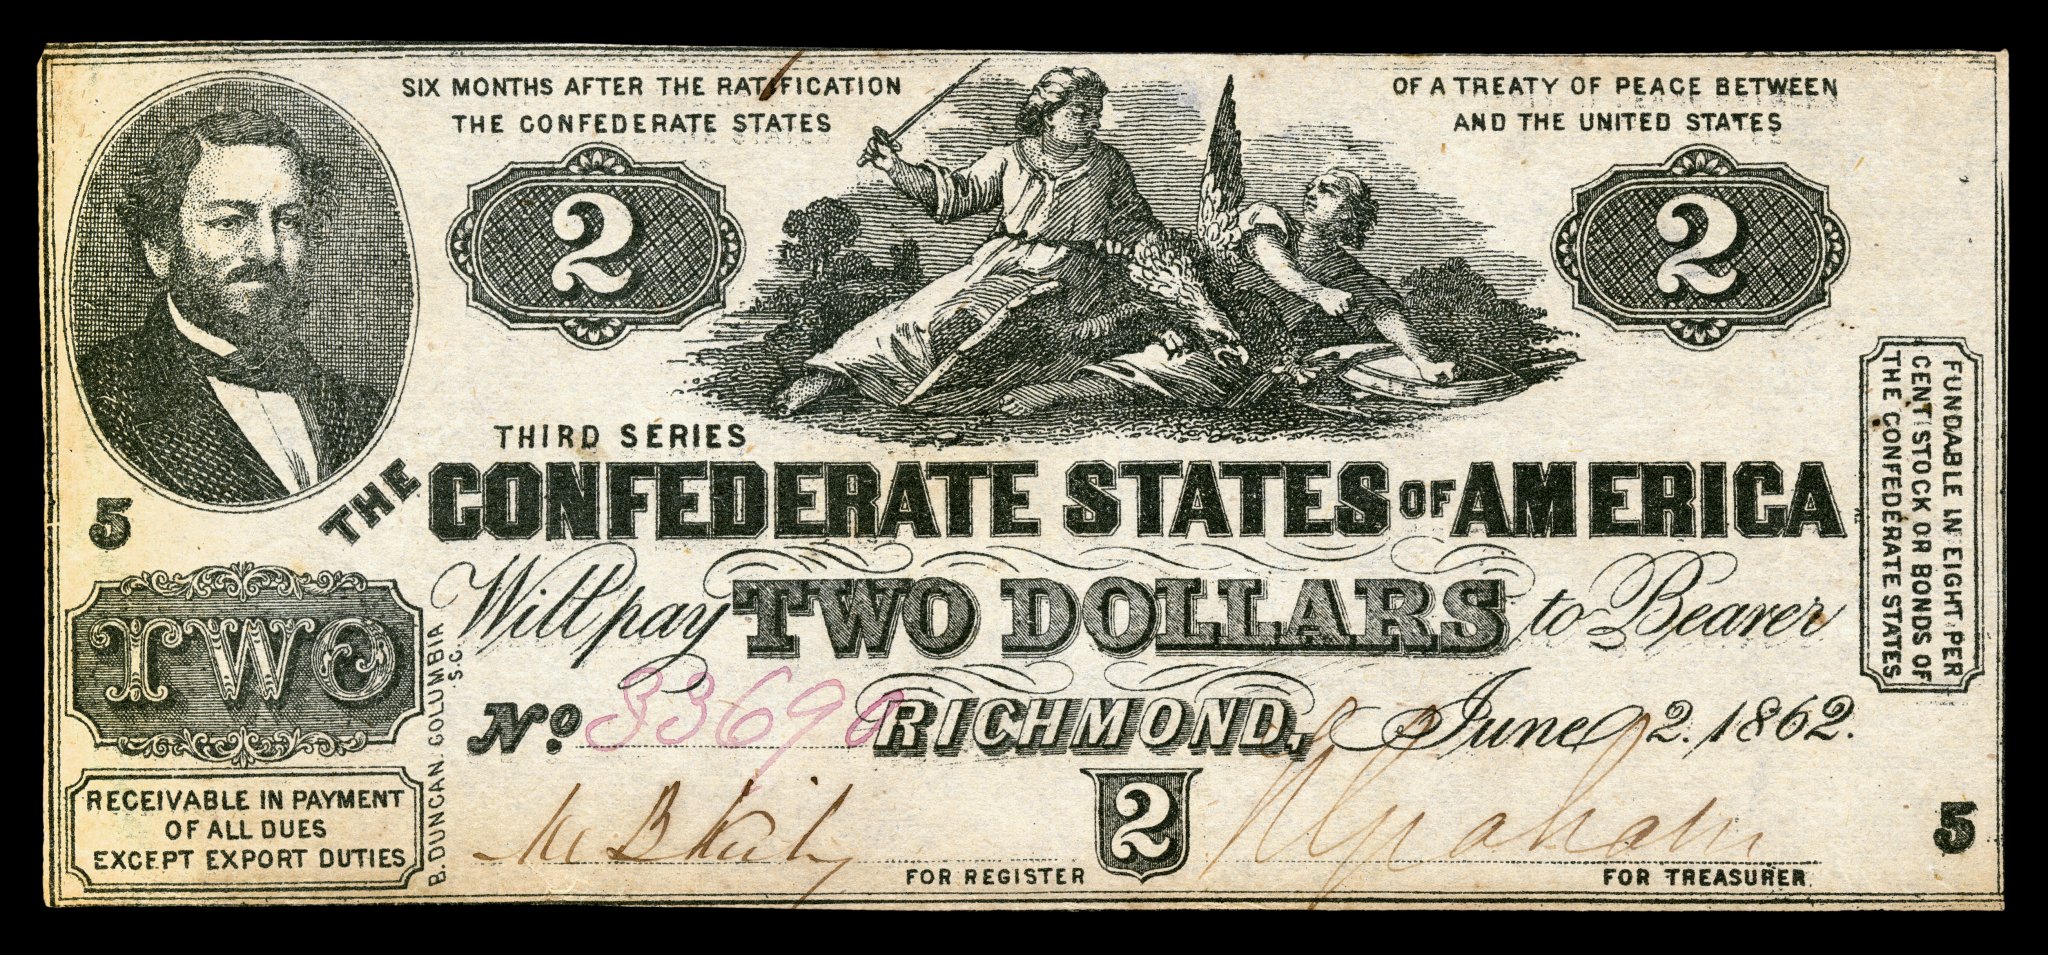 SIX MONTHS AFTER THE RATIFICATION
THE CONFEDERATE STATES
OF A TREATY OF PEACE BETWEEN
AND THE UNITED STATES
2
2
THIRD SERIES
THE CONFEDERATE STATES OF AMERICA
5
Will pay TWO DOLLARS to Bearer
TWO
No. 33690 RICHMOND, June 2. 1862.
2
RECEIVABLE IN PAYMENT
OF ALL DUES
EXCEPT EXPORT DUTIES
B. DUNCAN. COLUMBIA
S.C.
FOR REGISTER
FOR TREASURER
5
FUNDABLE IN EIGHT PER
CENT STOCK OR BONDS OF
THE CONFEDERATE STATES